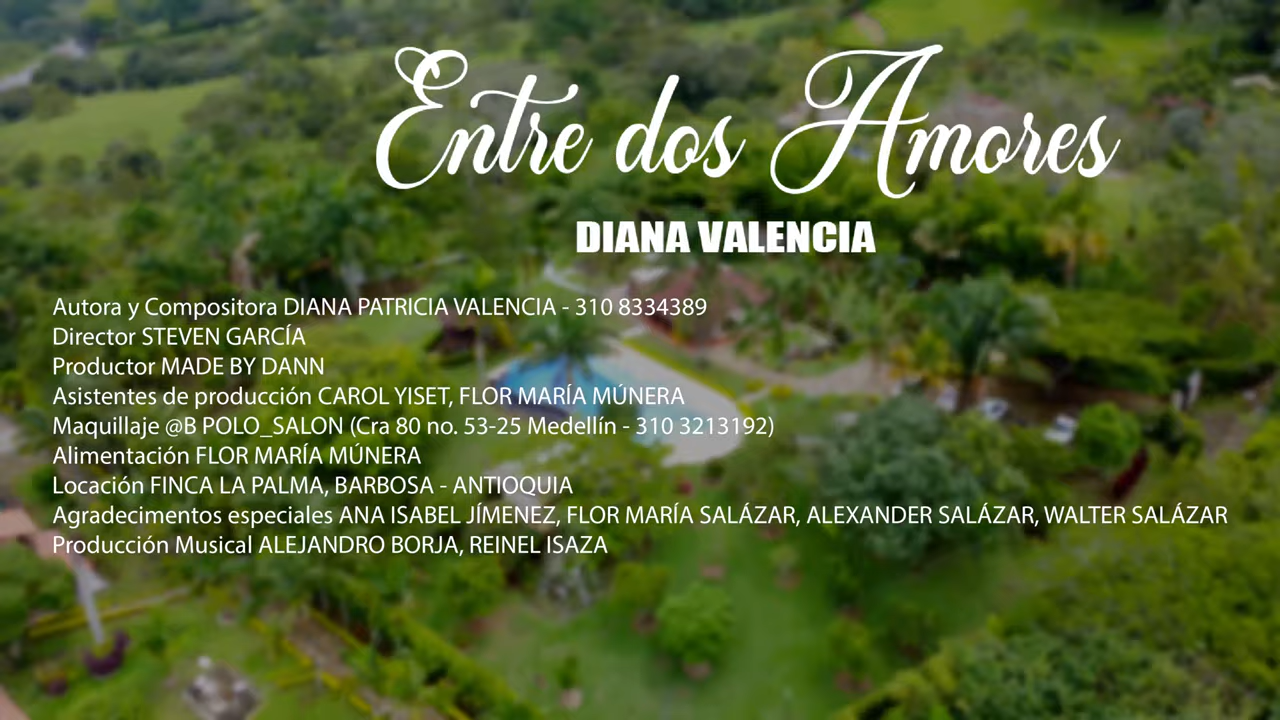 Entre dos Amores
DIANA VALENCIA
Autora y Compositora DIANA PATRICIA VALENCIA - 310 8334389
Director STEVEN GARCÍA
Productor MADE BY DANN
Asistentes de producción CAROL YISET, FLOR MARÍA MÚNERA
Maquillaje @B POLO_SALON (Cra 80 no. 53-25 Medellín - 310 3213192)
Alimentación FLOR MARÍA MÚNERA
Locación FINCA LA PALMA, BARBOSA - ANTIOQUIA
Agradecimentos especiales ANA ISABEL JÍMENEZ, FLOR MARÍA SALÁZAR, ALEXANDER SALÁZAR, WALTER SALÁZAR
Producción Musical ALEJANDRO BORJA, REINEL ISAZA